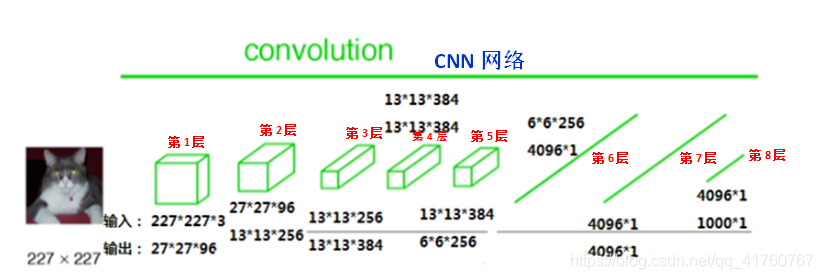 convolution
CNN 网络
13*13*384
13*13*384
第1层
第2层
第3层
第4层
第5层
6*6*256
4096*1
第6层
第7层
第8层
输入：
227*227*3
27*27*96
13*13*256
13*13*384
4096*1
4096*1
输出：
27*27*96
13*13*256
13*13*384
6*6*256
4096*1
1000*1
227 × 227
https://blog.csdn.net/qq_41760767